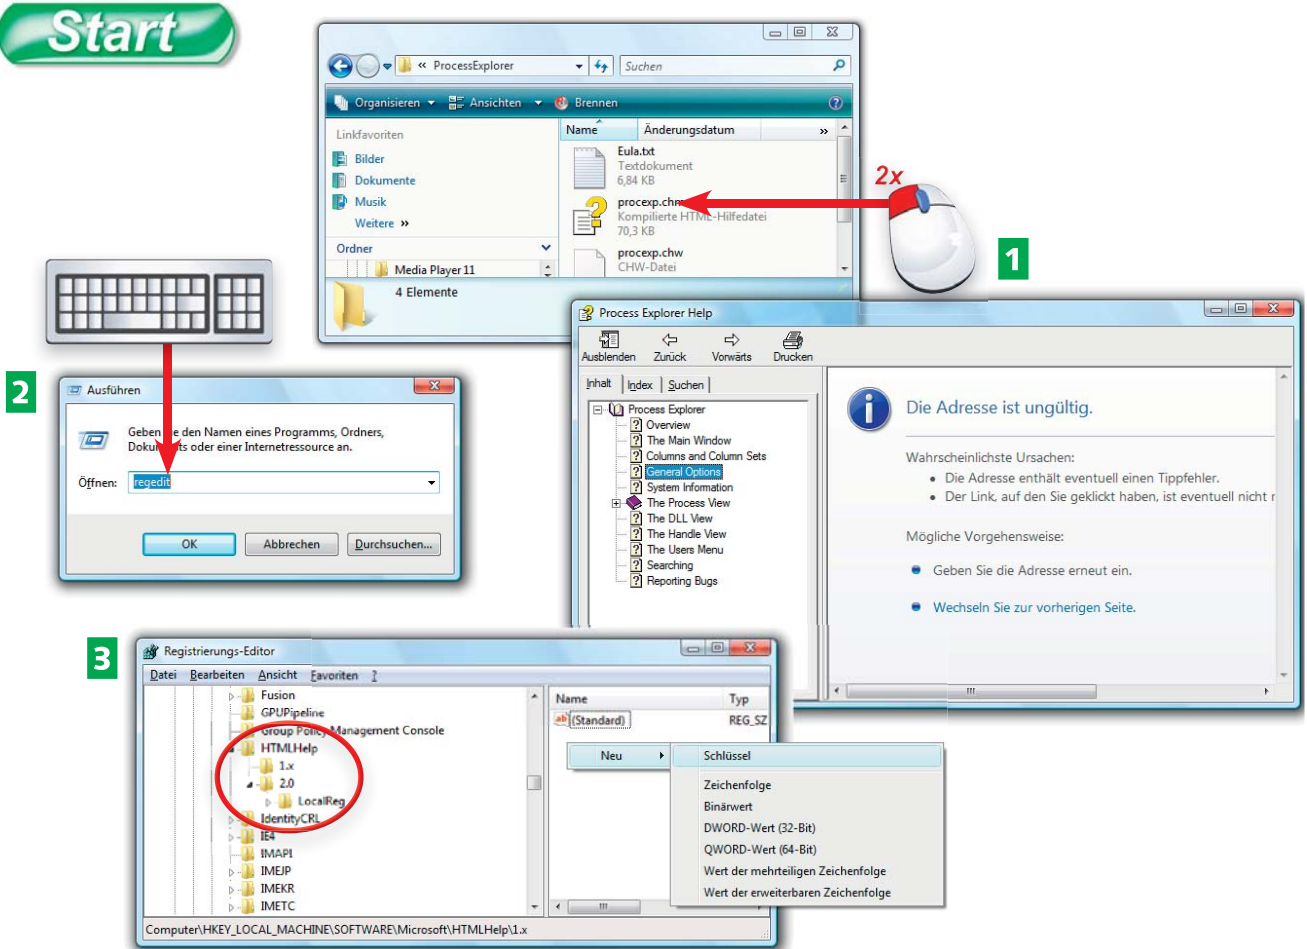 Start
« ProcessExplorer
Suchen
Organisieren
Ansichten
Brennen
Linkfavoriten
Bilder
Dokumente
Musik
Weitere »
Ordner
Media Player 11
4 Elemente
Name
Änderungsdatum
»
Eula.txt
Textdokument
6,84 KB
procexp.chm
Kompilierte HTML-Hilfedatei
70,3 KB
procexp.chw
CHW-Datei
2x
1
Process Explorer Help
Ausblenden
Zurück
Vorwärts
Drucken
Inhalt
Index
Suchen
Process Explorer
Overview
The Main Window
Columns and Column Sets
General Options
System Information
The Process View
The DLL View
The Handle View
The Users Menu
Searching
Reporting Bugs
Die Adresse ist ungültig.
Wahrscheinlichste Ursachen:
• Die Adresse enthält eventuell einen Tippfehler.
• Der Link, auf den Sie geklickt haben, ist eventuell nicht
Mögliche Vorgehensweise:
Geben Sie die Adresse erneut ein.
Wechseln Sie zur vorherigen Seite.
2
Ausführen
Geben Sie den Namen eines Programms, Ordners,
Dokuments oder einer Internetressource an.
Öffnen:
regedit
OK
Abbrechen
Durchsuchen...
3
Registrierungs-Editor
Datei
Bearbeiten
Ansicht
Favoriten
?
Fusion
GPUPipeline
Group Policy Management Console
HTMLHelp
1.x
2.0
LocalReg
IdentityCRL
IE4
IMAPI
IMEJP
IMEKR
IMETC
Name
Typ
ab (Standard)
REG_SZ
Neu
Schlüssel
Zeichenfolge
Binärwert
DWORD-Wert (32-Bit)
QWORD-Wert (64-Bit)
Wert der mehrteiligen Zeichenfolge
Wert der erweiterbaren Zeichenfolge
Computer\HKEY_LOCAL_MACHINE\SOFTWARE\Microsoft\HTMLHelp\1.x